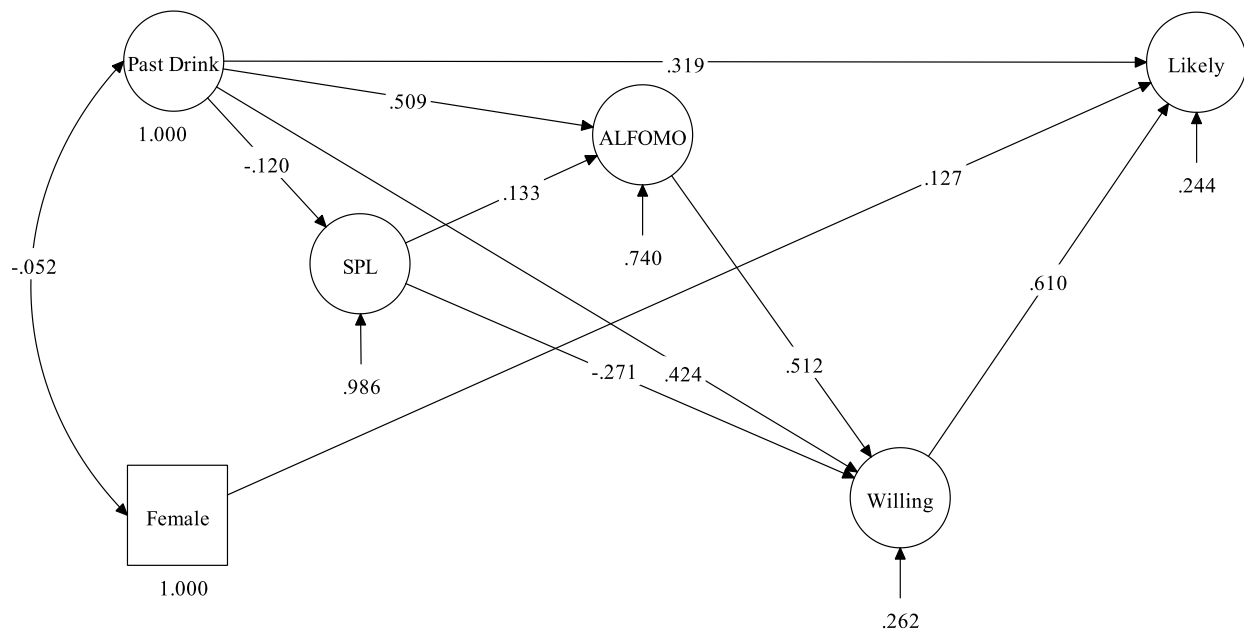 Past Drink
Likely
.319
.509
1.000
ALFOMO
-.120
.133
.127
.244
.740
SPL
-.052
.610
.512
-.271
.424
.986
Willing
Female
1.000
.262